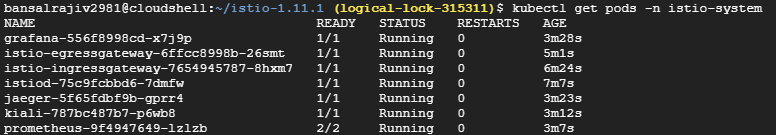 bansalrajiv2981@cloudshell:~/istio-1.11.1 (logical-lock-315311)$ kubectl get pods -n istio-system
NAME READY STATUS RESTARTS AGE
grafana-556f8998cd-x7j9p 1/1 Running 0 3m28s
istio-egressgateway-6ffcc8998b-26smt 1/1 Running 0 5m1s
istio-ingressgateway-7654945787-8hxm7 1/1 Running 0 6m24s
istiod-75c9fcbbd6-7dmfw 1/1 Running 0 7m7s
jaeger-5f65fdbf9b-gprr4 1/1 Running 0 3m23s
kiali-787bc487b7-p6wb8 1/1 Running 0 3m12s
prometheus-9f4947649-lzlzb 2/2 Running 0 3m7s